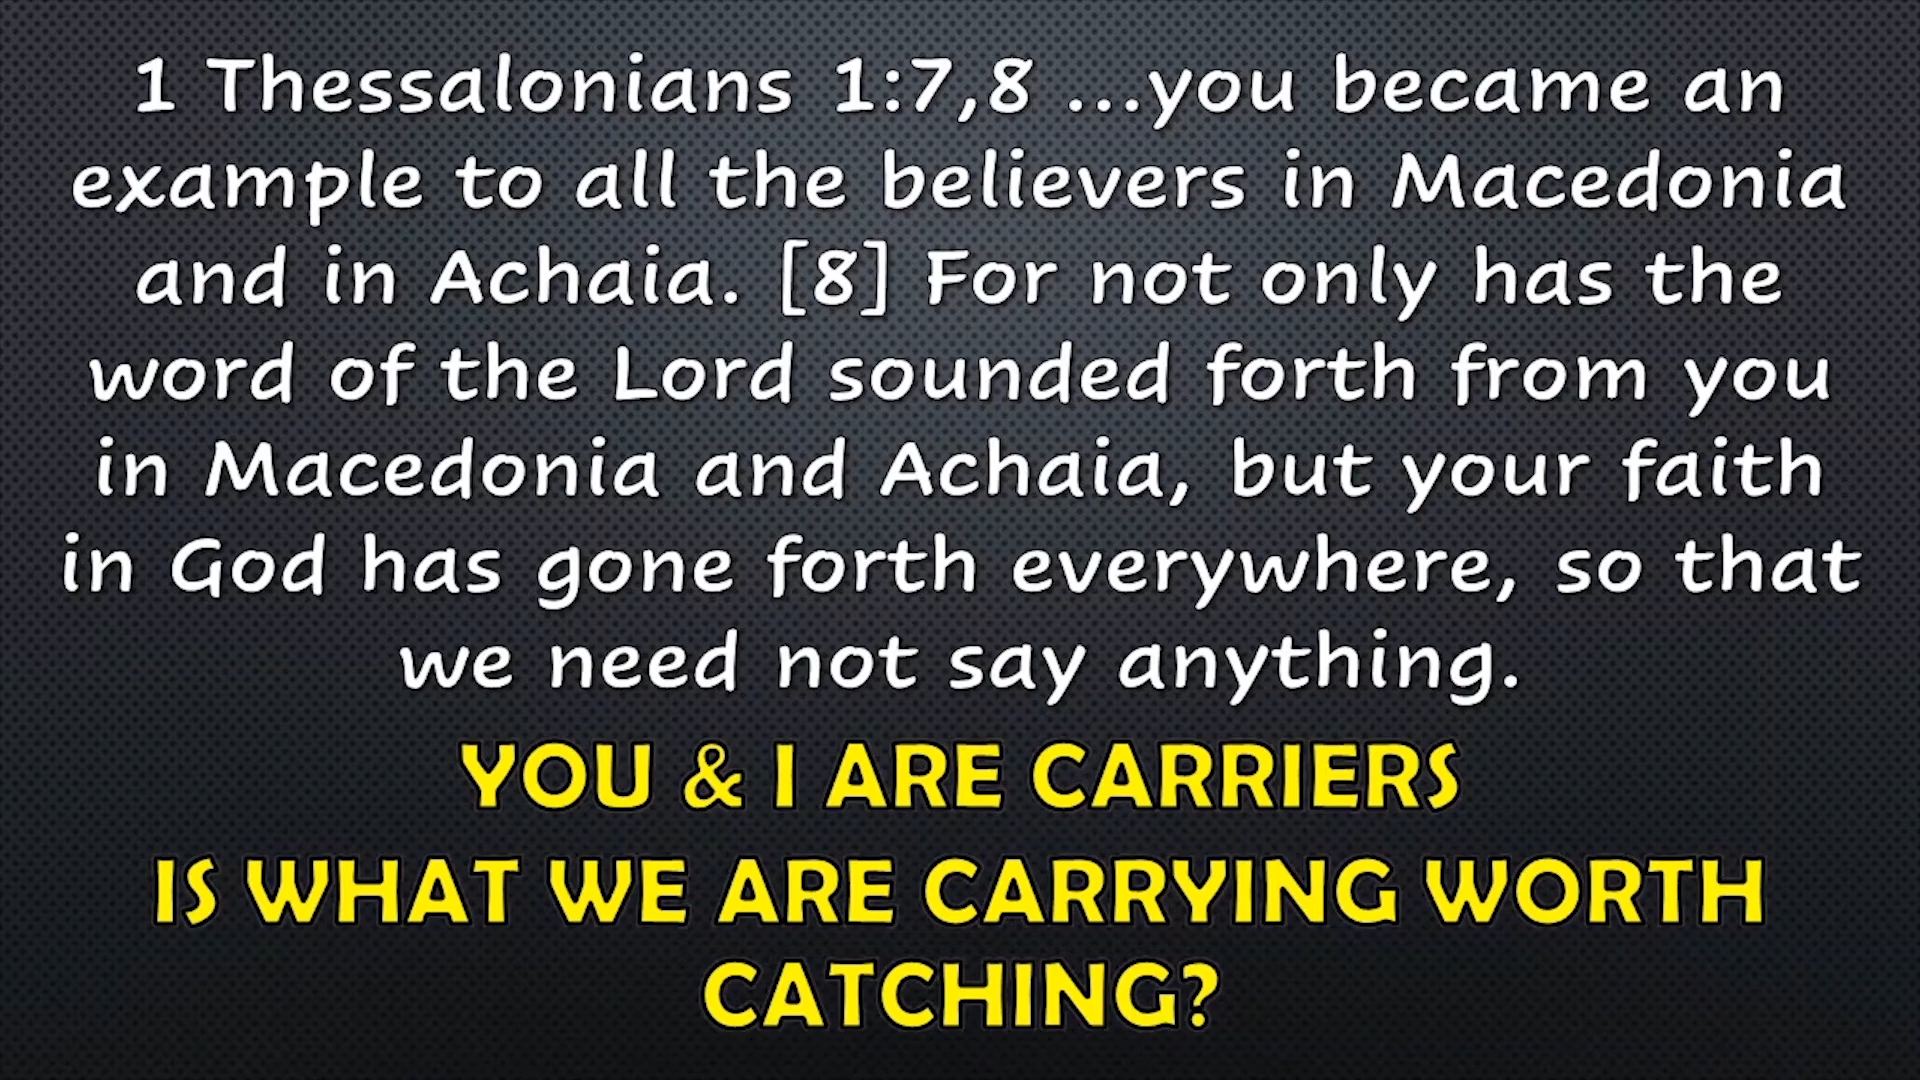 1 Thessalonians 1:7,8 ...you became an
example to all the believers in Macedonia
and in Achaia. [8] For not only has the
word of the Lord sounded forth from you
in Macedonia and Achaia, but your faith
in God has gone forth everywhere, so that
we need not say anything.
YOU & I ARE CARRIERS
IS WHAT WE ARE CARRYING WORTH
CATCHING?